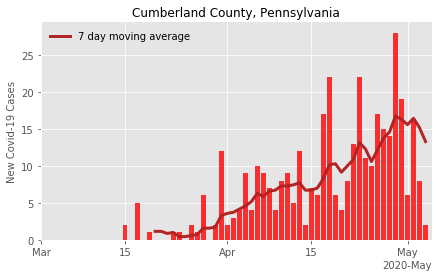 Cumberland County, Pennsylvania
7 day moving average
New Covid-19 Cases
25
20
15
10
5
0
Mar 15 Apr 15 May
2020-May